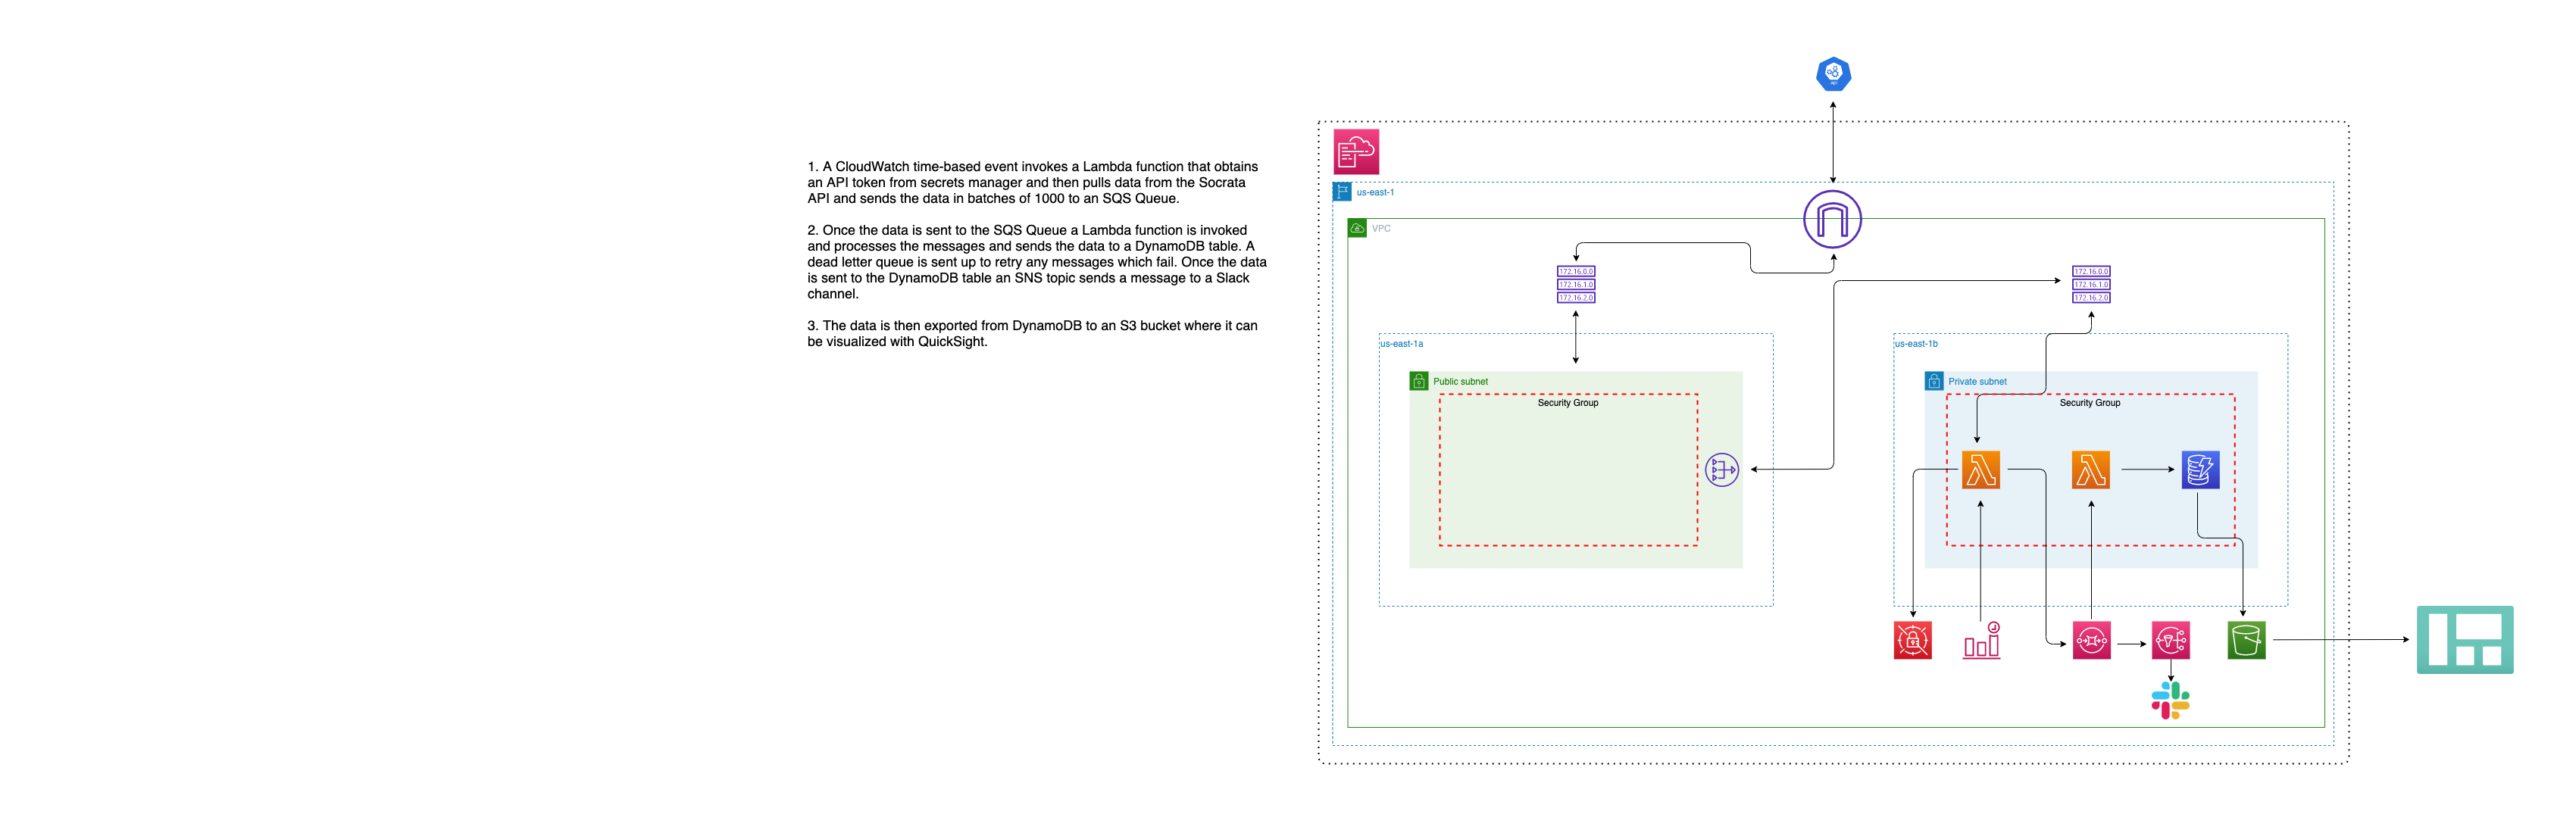 1. A CloudWatch time-based event invokes a Lambda function that obtains
an API token from secrets manager and then pulls data from the Socrata
API and sends the data in batches of 1000 to an SQS Queue.
2. Once the data is sent to the SQS Queue a Lambda function is invoked
and processes the messages and sends the data to a DynamoDB table. A
dead letter queue is sent up to retry any messages which fail. Once the
data is sent to the DynamoDB table an SNS topic sends a message to a Slack
channel.
3. The data is then exported from DynamoDB to an S3 bucket where it can
be visualized with QuickSight.
api
us-east-1
VPC
172.16.0.0
172.16.1.0
172.16.2.0
172.16.0.0
172.16.1.0
172.16.2.0
us-east-1a
us-east-1b
Public subnet
Private subnet
Security Group
Security Group